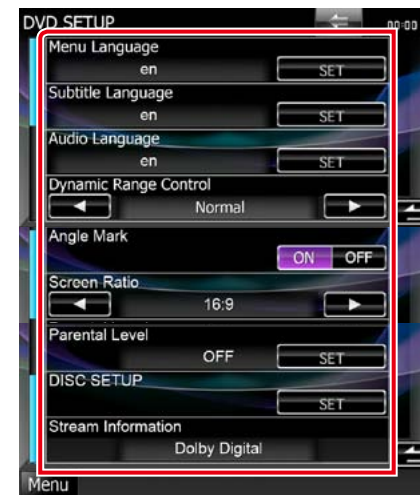 DVD SETUP 00:00
Menu Language
en SET
Subtitle Language
en SET
Audio Language
en SET
Dynamic Range Control
Normal
Angle Mark
ON OFF
Screen Ratio
16:9
Parental Level
OFF SET
DISC SETUP
SET
Stream Information
Dolby Digital
Menu